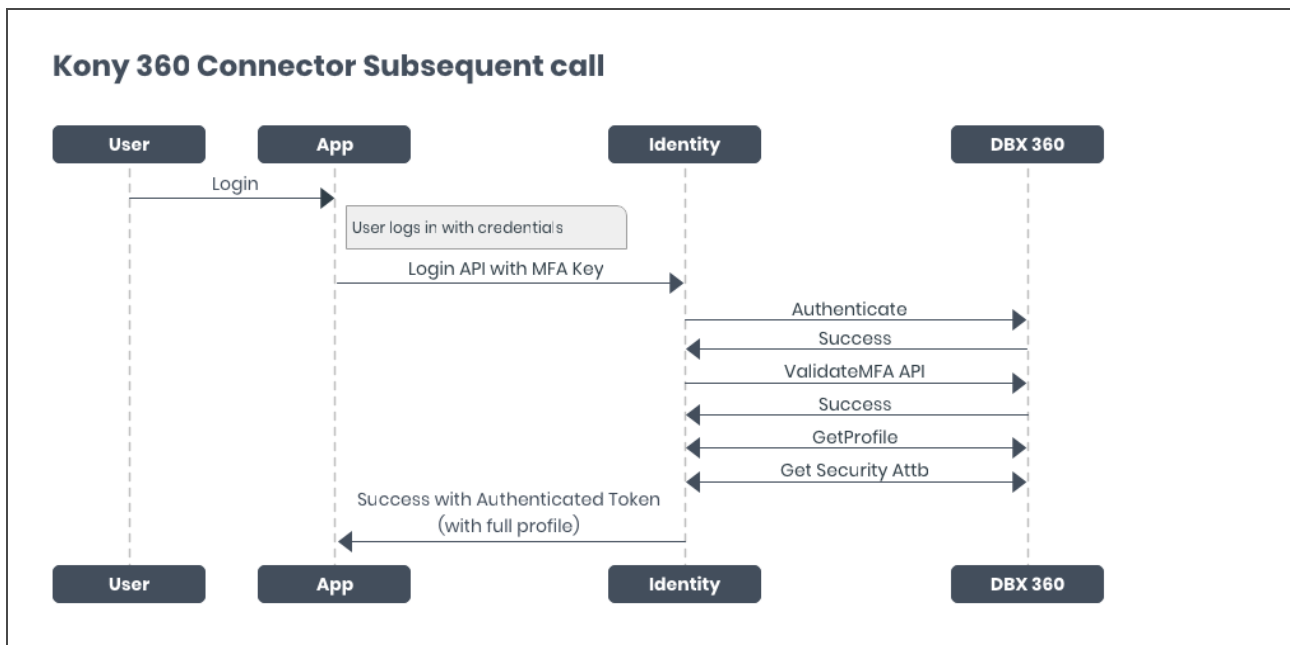 Kony 360 Connector Subsequent call
User
App
Identity
DBX 360
Login
User logs in with credentials
Login API with MFA Key
Authenticate
Success
ValidateMFA API
Success
GetProfile
Get Security Attb
Success with Authenticated Token
(with full profile)
User
App
Identity
DBX 360